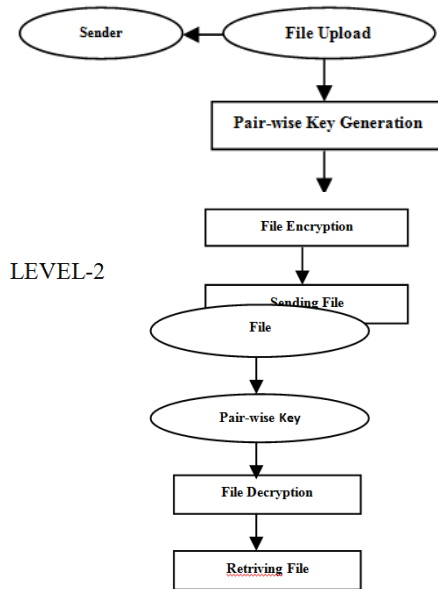 Sender
File Upload
Pair-wise Key Generation
File Encryption
LEVEL-2
Sending File
File
Pair-wise Key
File Decryption
Retriving File